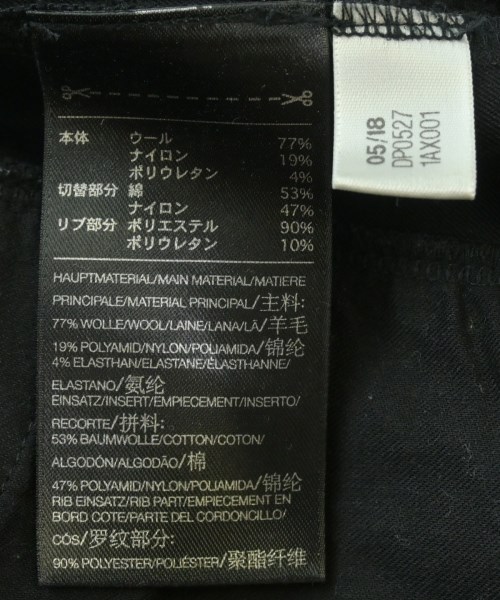 本体 ウール 77%
ナイロン 19%
ポリウレタン 4%
切替部分 綿 53%
ナイロン 47%
リブ部分 ポリエステル 90%
ポリウレタン 10%
HAUPTMATERIAL/MAIN MATERIAL/MATIERE
PRINCIPALE/MATERIAL PRINCIPAL/主料:
77% WOLLE/WOOL/LAINE/LANA/LÃ/羊毛
19% POLYAMID/NYLON/POLIAMIDA/锦纶
4% ELASTHAN/ELASTANE/ÉLASTHANNE/
ELASTANO/氨纶
EINSATZ/INSERT/EMPIECEMENT/INSERTO/
RECORTE/拼料:
53% BAUMWOLLE/COTTON/COTON/
ALGODÓN/ALGODÃO/棉
47% POLYAMID/NYLON/POLIAMIDA/锦纶
RIB EINSATZ/RIB PART/EMPIECEMENT EN
BORD COTE/PARTE DEL CORDONCILLO/
CÓS/罗纹部分:
90% POLYESTER/POLIÉSTER/聚酯纤维
05/18
DP0527
1AX001